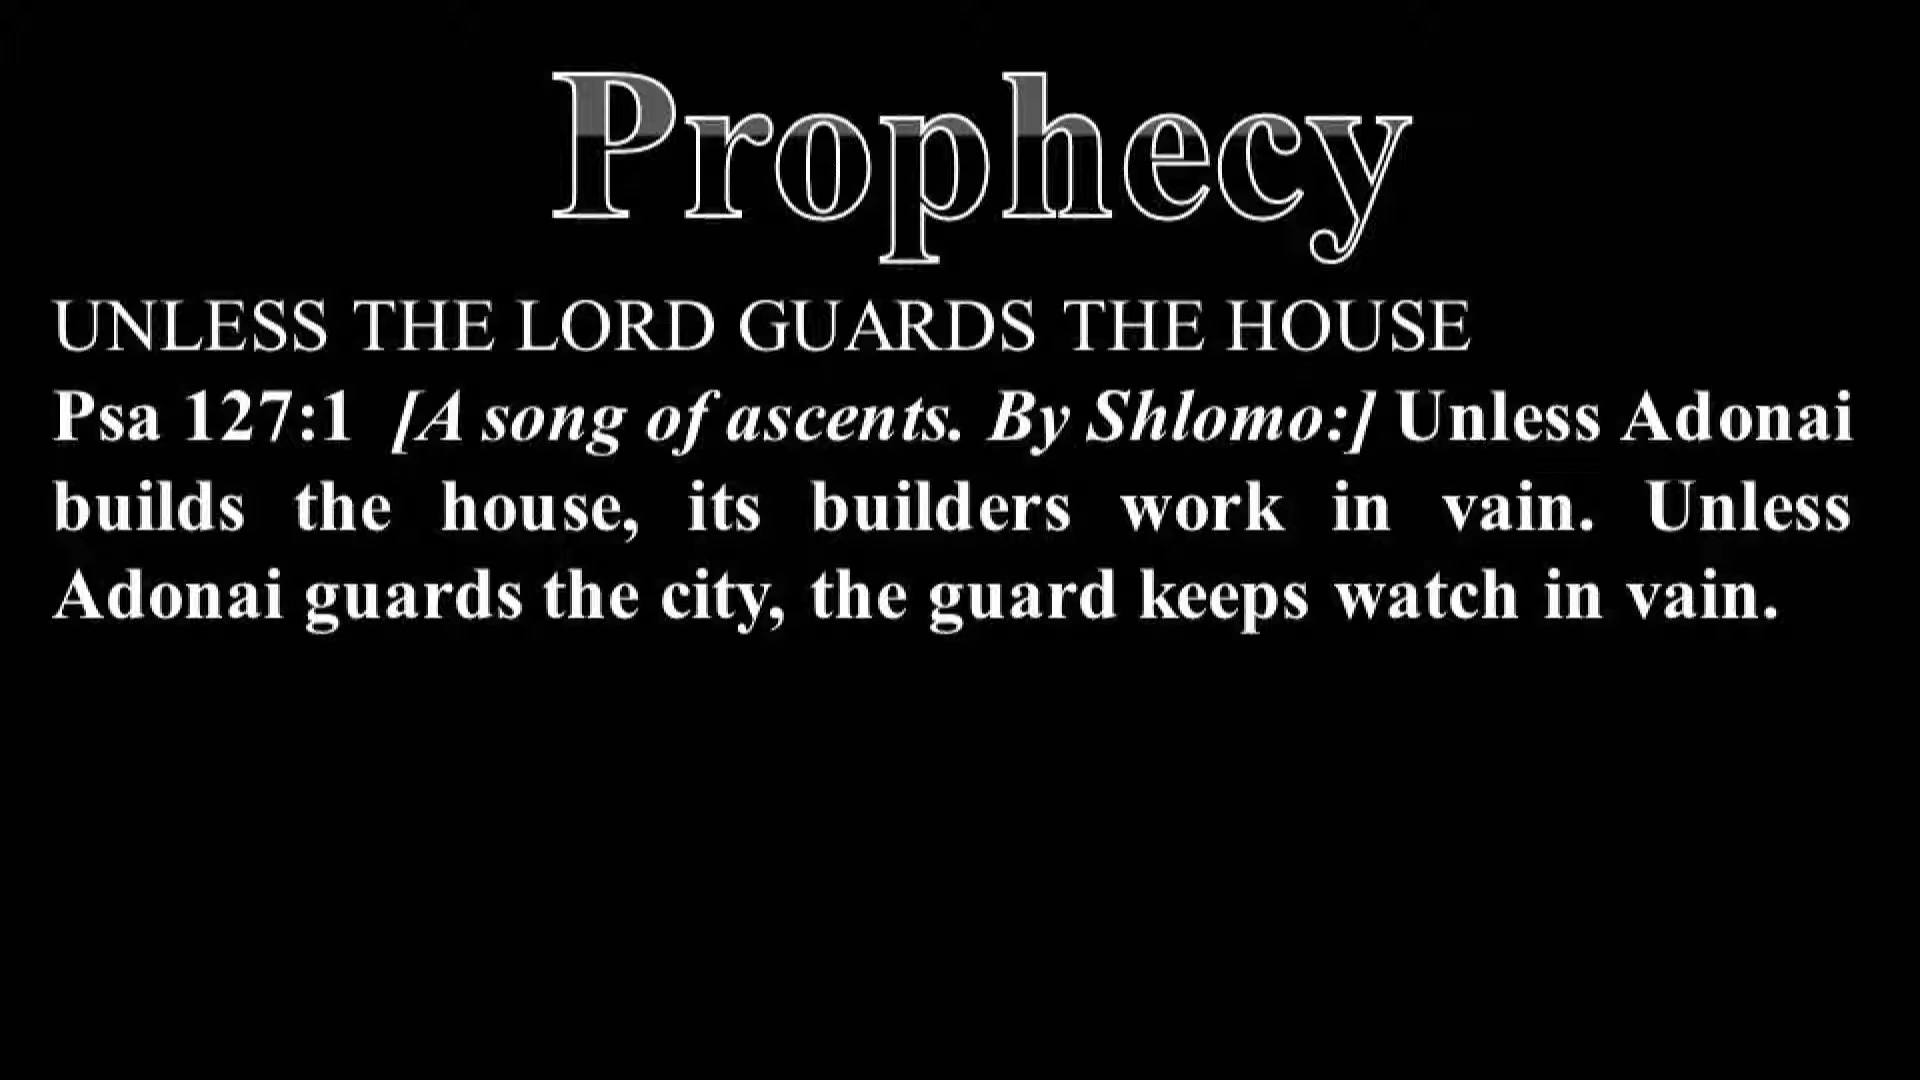 Prophecy
UNLESS THE LORD GUARDS THE HOUSE
Psa 127:1 [A song of ascents. By Shlomo:] Unless Adonai
builds the house, its builders work in vain. Unless
Adonai guards the city, the guard keeps watch in vain.